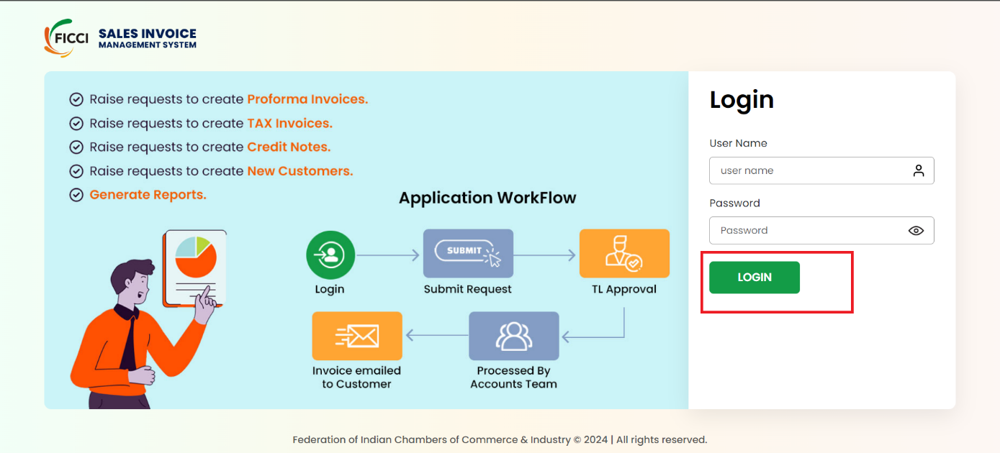 FICCI
SALES INVOICE
MANAGEMENT SYSTEM
Raise requests to create Proforma Invoices.
Raise requests to create TAX Invoices.
Raise requests to create Credit Notes.
Raise requests to create New Customers.
Generate Reports.
Application WorkFlow
Login
SUBMIT
Submit Request
TL Approval
Invoice emailed
to Customer
Processed By
Accounts Team
Login
User Name
user name
Password
Password
LOGIN
Federation of Indian Chambers of Commerce & Industry © 2024 | All rights reserved.